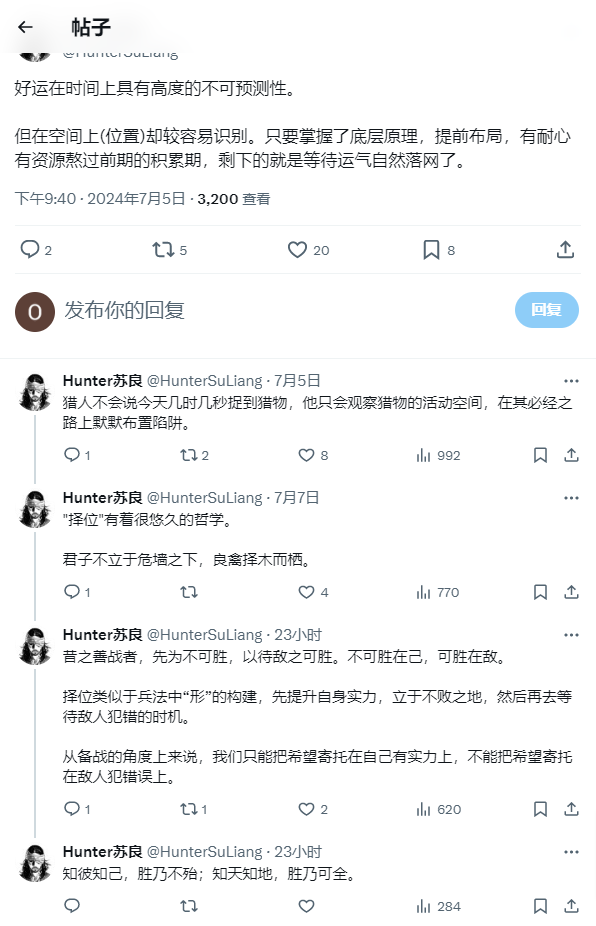 帖子
@HunterSuLiang
好运在时间上具有高度的不可预测性。
但在空间上(位置)却较容易识别。只要掌握了底层原理，提前布局，有耐心
有资源熬过前期的积累期，剩下的就是等待运气自然落网了。
下午9:40 · 2024年7月5日 · 3,200 查看
2 5 20 8
O 发布你的回复 回复
Hunter苏良 @HunterSuLiang · 7月5日
猎人不会说今天几时几秒捉到猎物，他只会观察猎物的活动空间，在其必经之
路上默默布置陷阱。
1 2 8 992
Hunter苏良 @HunterSuLiang · 7月7日
"择位"有着很悠久的哲学。
君子不立于危墙之下，良禽择木而栖。
1 4 770
Hunter苏良 @HunterSuLiang · 23小时
昔之善战者，先为不可胜，以待敌之可胜。不可胜在己，可胜在敌。
择位类似于兵法中“形”的构建，先提升自身实力，立于不败之地，然后再去等
待敌人犯错的时机。
从备战的角度上来说，我们只能把希望寄托在自己有实力上，不能把希望寄托
在敌人犯错误上。
1 1 2 620
Hunter苏良 @HunterSuLiang · 23小时
知彼知己，胜乃不殆；知天知地，胜乃可全。
284